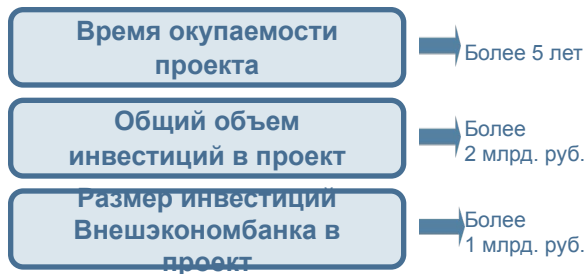 Время окупаемости
проекта
Более 5 лет
Общий объем
инвестиций в проект
Более
2 млрд. руб.
Размер инвестиций
Внешэкономбанка в
проект
Более
1 млрд. руб.